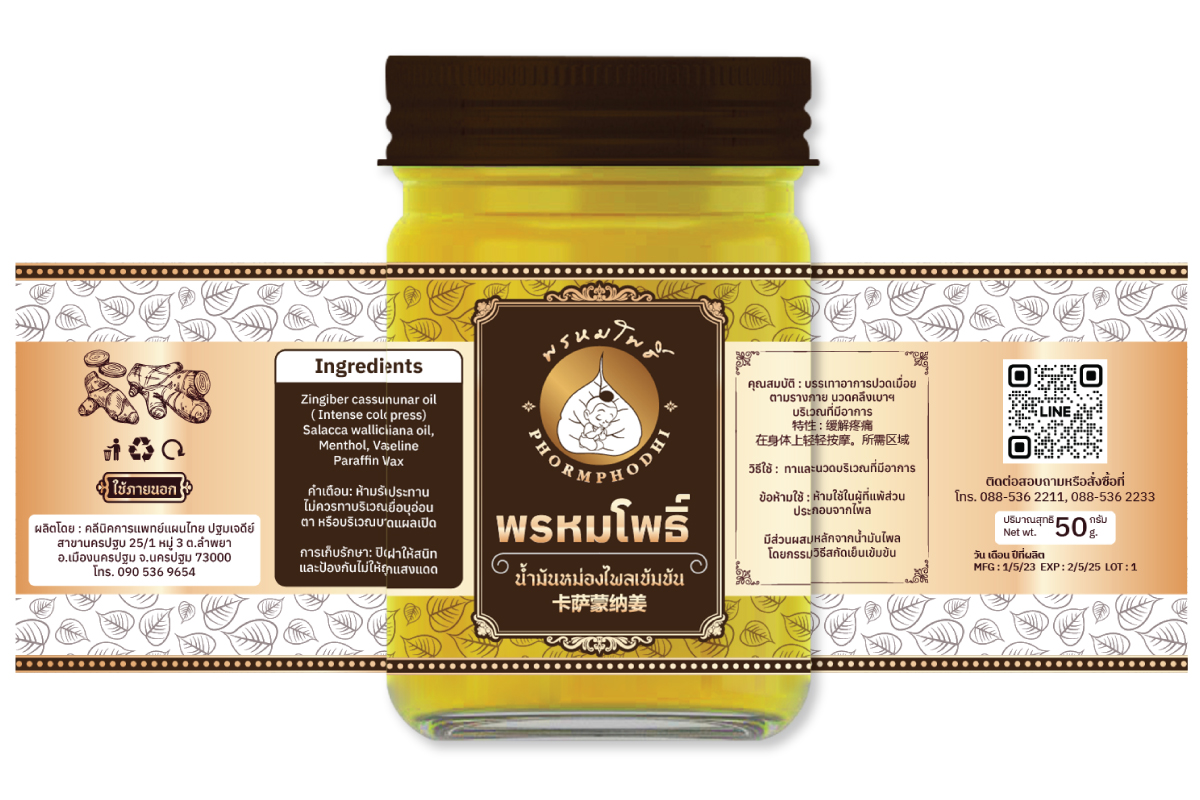 ใช้ภายนอก
ผลิตโดย : คลีนิคการแพทย์แผนไทย ปฐมเจดีย์
สาขานครปฐบ 25/1 หมู่ 3 ต.ลำพยา
อ.เมืองนครปฐบ จ.นครปฐม 73000
โทร. 090 536 9654
Ingredients
Zingiber cassununar oil
( Intense cold press)
Salacca wallichiana oil,
Menthol, Vaseline
Paraffin Wax
คำเตือน: ห้ามรับประทาน
ไม่ควรทาบริเวณเยื่อบุอ่อน
ตา หรือบริเวณบาดแผลเปิด
การเก็บรักษา: ปิดฝาให้สนิท
และป้องกันไม่ให้ถูกแสงแดด
พรหมโพธิ์
PHORMPHODHI
พรหมโพธิ์
น้ำมันหม่องไพลเข้มข้น
卡萨蒙纳姜
คุณสมบัติ : บรรเทาอาการปวดเมื่อย
ตามรางกาย นวดคลึงเบาๆ
บริเวณที่มีอาการ
特性 : 缓解疼痛
在身体上轻轻按摩。所需区域
วิธีใช้ : ทาและนวดบริเวณที่มีอาการ
ข้อห้ามใช้ : ห้ามใช้ในผู้ที่แพ้ส่วน
ประกอบจากไพล
มีส่วนผสมหลักจากน้ำมันไพล
โดยกรรมวิธีสกัดเย็นเข้มข้น
LINE
ติดต่อสอบถามหรือสั่งซื้อที่
โทร. 088-536 2211, 088-536 2233
ปริมาณสุทธิ 50 กรัม
Net wt. g.
วัน เดือน ปีที่ผลิต
MFG : 1/5/23 EXP : 2/5/25 LOT : 1